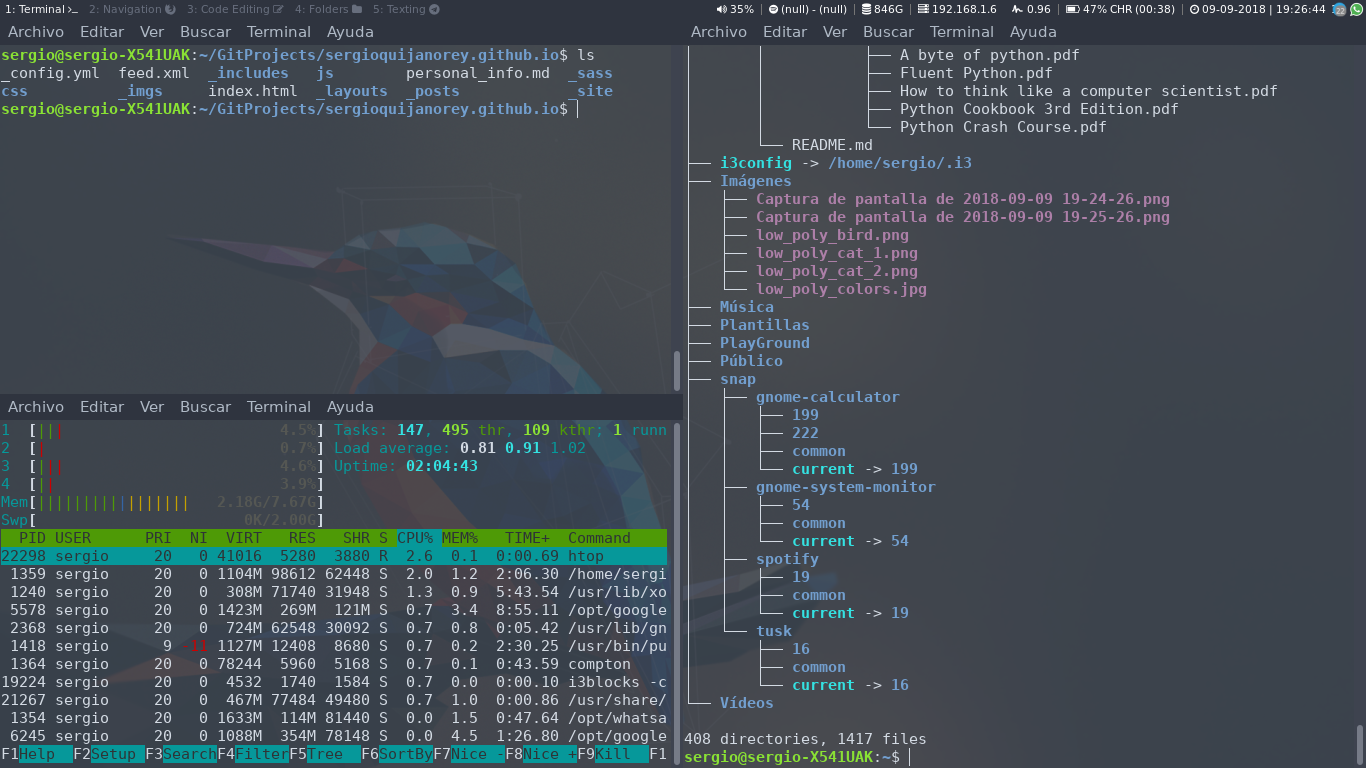 1: Terminal 2: Navigation 3: Code Editing 4: Folders 5: Texting 35% | (null) - (null) | 846G | 192.168.1.6 | 0.96 | 47% CHR (00:38) | 09-09-2018 | 19:26:44 22
Archivo Editar Ver Buscar Terminal Ayuda
sergio@sergio-X541UAK:~/GitProjects/sergioquijanorey.github.io$ ls
_config.yml feed.xml _includes js personal_info.md _sass
css _imgs index.html _layouts _posts _site
sergio@sergio-X541UAK:~/GitProjects/sergioquijanorey.github.io$
Archivo Editar Ver Buscar Terminal Ayuda
1 [||| 4.5%] Tasks: 147, 495 thr, 109 kthr; 1 runn
2 [| 0.7%] Load average: 0.81 0.91 1.02
3 [||| 4.6%] Uptime: 02:04:43
4 [|| 3.9%]
Mem[||||||||||||||||| 2.18G/7.67G]
Swp[ 0K/2.00G]
PID USER PRI NI VIRT RES SHR S CPU% MEM% TIME+ Command
22298 sergio 20 0 41016 5280 3880 R 2.6 0.1 0:00.69 htop
1359 sergio 20 0 1104M 98612 62448 S 2.0 1.2 2:06.30 /home/sergi
1240 sergio 20 0 308M 71740 31948 S 1.3 0.9 5:43.54 /usr/lib/xo
5578 sergio 20 0 1423M 269M 121M S 0.7 3.4 8:55.11 /opt/google
2368 sergio 20 0 724M 62548 30092 S 0.7 0.8 0:05.42 /usr/lib/gn
1418 sergio 9 -11 1127M 12408 8680 S 0.7 0.2 2:30.25 /usr/bin/pu
1364 sergio 20 0 78244 5960 5168 S 0.7 0.1 0:43.59 compton
19224 sergio 20 0 4532 1740 1584 S 0.7 0.0 0:00.10 i3blocks -c
21267 sergio 20 0 467M 77484 49480 S 0.7 1.0 0:00.86 /usr/share/
1354 sergio 20 0 1633M 114M 81440 S 0.0 1.5 0:47.64 /opt/whatsa
6245 sergio 20 0 1088M 354M 78148 S 0.0 4.5 1:26.80 /opt/google
F1Help F2Setup F3SearchF4FilterF5Tree F6SortByF7Nice -F8Nice +F9Kill F1
Archivo Editar Ver Buscar Terminal Ayuda
A byte of python.pdf
Fluent Python.pdf
How to think like a computer scientist.pdf
Python Cookbook 3rd Edition.pdf
Python Crash Course.pdf
README.md
i3config -> /home/sergio/.i3
Imágenes
Captura de pantalla de 2018-09-09 19-24-26.png
Captura de pantalla de 2018-09-09 19-25-26.png
low_poly_bird.png
low_poly_cat_1.png
low_poly_cat_2.png
low_poly_colors.jpg
Música
Plantillas
PlayGround
Público
snap
gnome-calculator
199
222
common
current -> 199
gnome-system-monitor
54
common
current -> 54
spotify
19
common
current -> 19
tusk
16
common
current -> 16
Vídeos
408 directories, 1417 files
sergio@sergio-X541UAK:~$